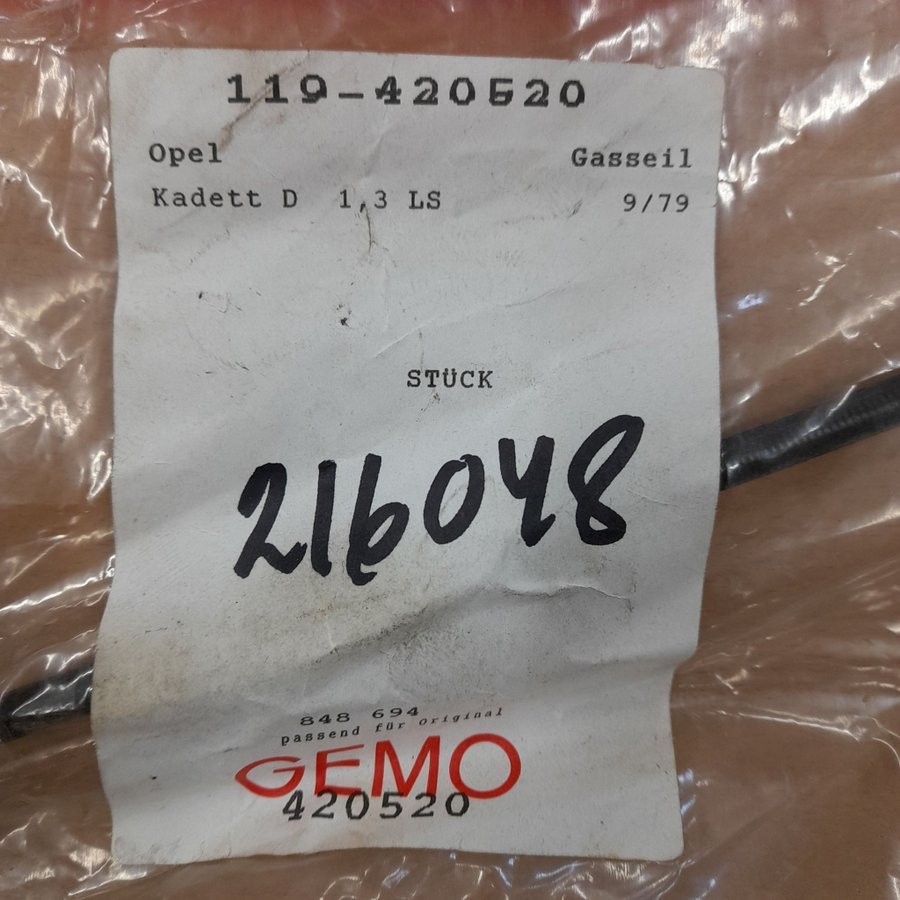 119-420520
Opel Gasseil
Kadett D 1,3 LS 9/79
STÜCK
216048
848 694
passend für original
GEMO
420520